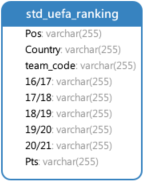 std_uefa_ranking
Pos: varchar(255)
Country: varchar(255)
team_code: varchar(255)
16/17: varchar(255)
17/18: varchar(255)
18/19: varchar(255)
19/20: varchar(255)
20/21: varchar(255)
Pts: varchar(255)